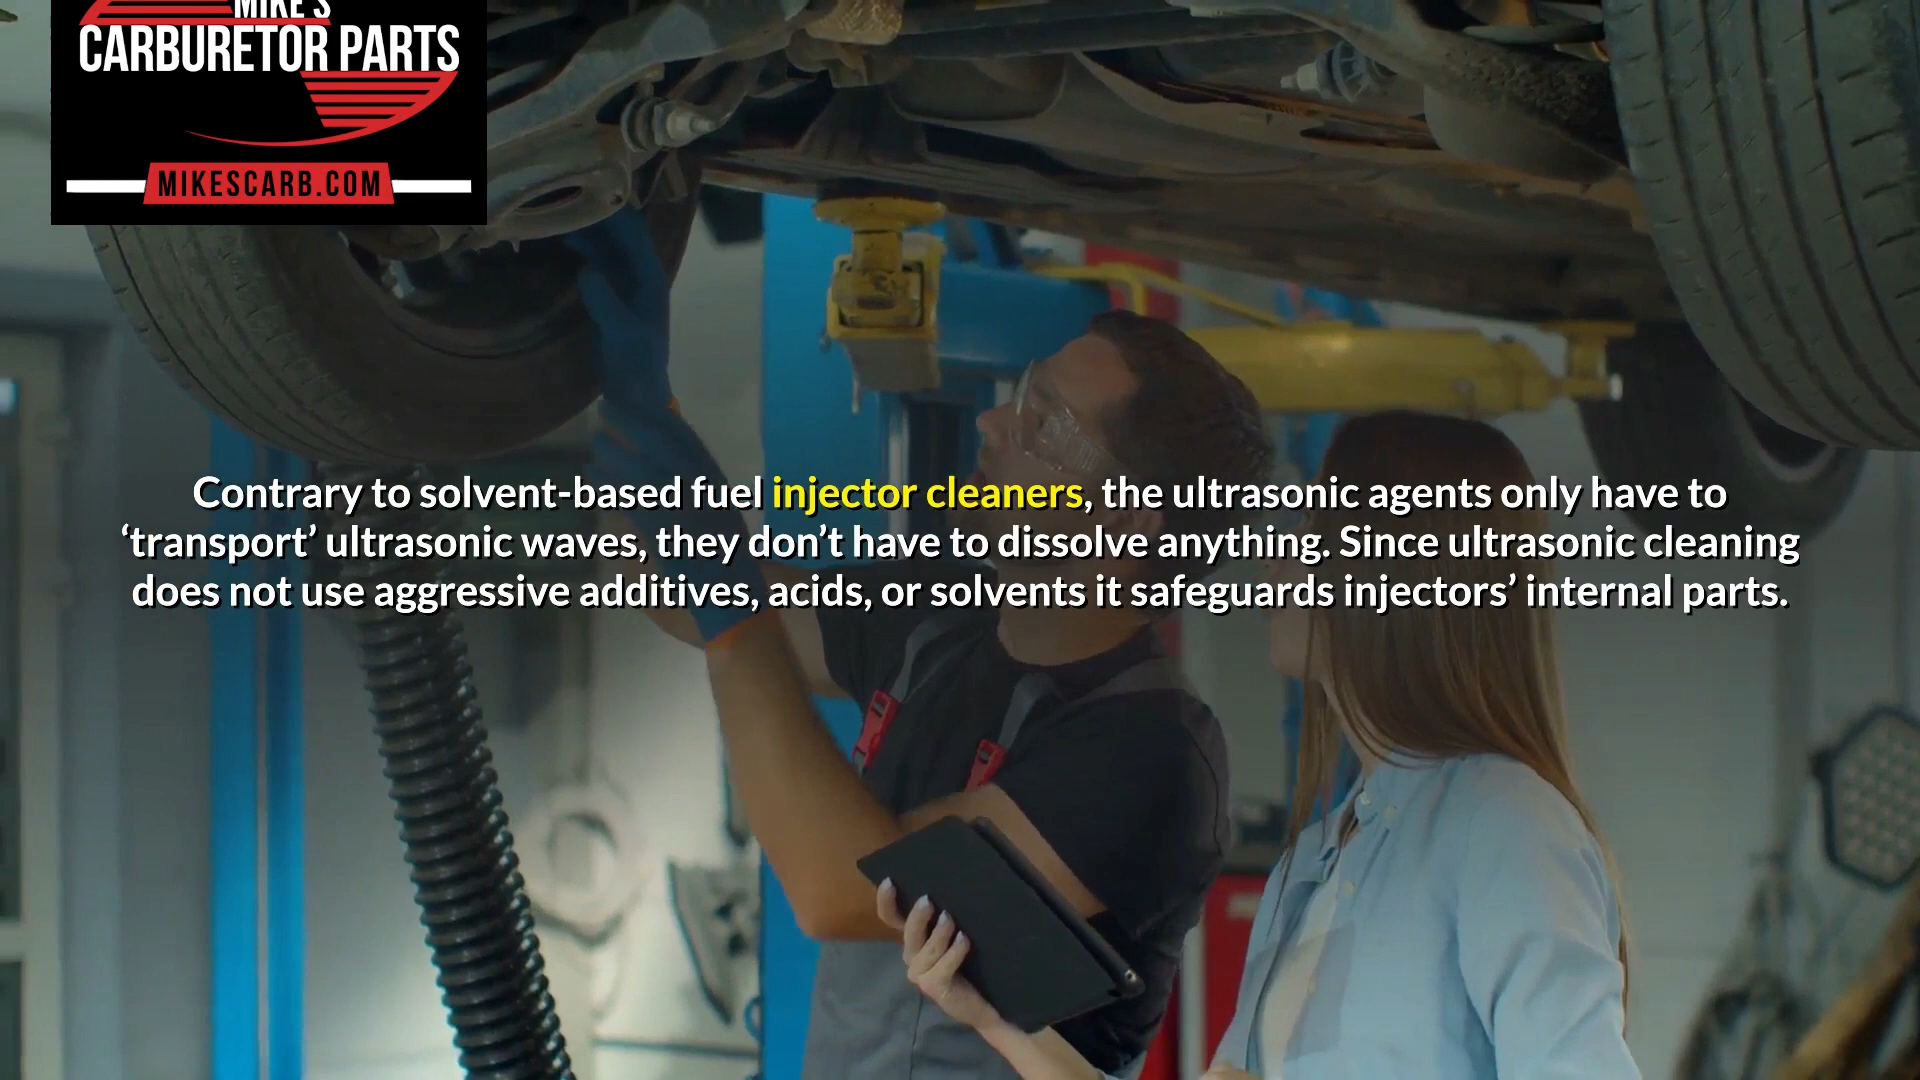 MIKE'S
CARBURETOR PARTS
MIKESCARB.COM
Contrary to solvent-based fuel injector cleaners, the ultrasonic agents only have to
‘transport’ ultrasonic waves, they don’t have to dissolve anything. Since ultrasonic cleaning
does not use aggressive additives, acids, or solvents it safeguards injectors’ internal parts.